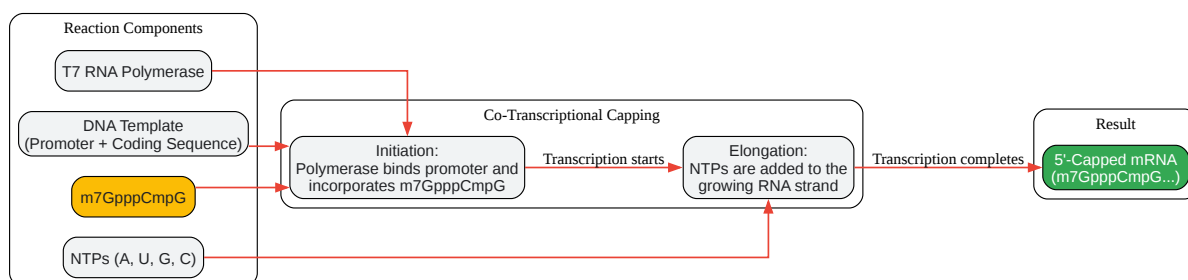 Reaction Components
T7 RNA Polymerase
DNA Template
(Promoter + Coding Sequence)
m7GpppCmpG
NTPs (A, U, G, C)
Co-Transcriptional Capping
Initiation:
Polymerase binds promoter and
incorporates m7GpppCmpG
Transcription starts
Elongation:
NTPs are added to the
growing RNA strand
Transcription completes
Result
5'-Capped mRNA
(m7GpppCmpG...)